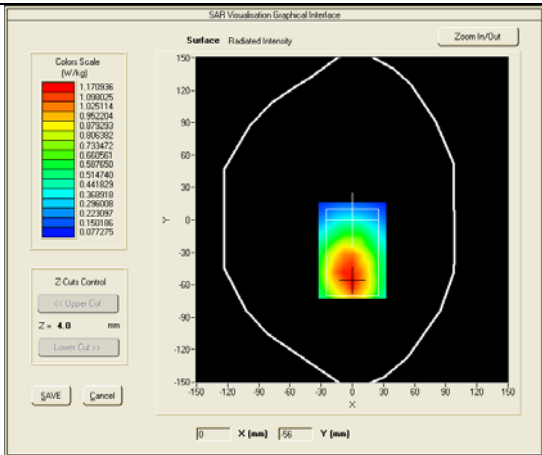 SAR Visualisation Graphical Interface
Surface Radiated Intensity
Zoom In/Out
Colors Scale
(W/kg)
1.170936
1.098025
1.025114
0.952204
0.879293
0.806382
0.733472
0.660561
0.587650
0.514740
0.441829
0.368918
0.296008
0.223097
0.150186
0.077275
Z-Cuts Control
<< Upper Cut
Z = 4.0 mm
Lower Cut >>
SAVE Cancel
150-
120-
90-
60-
30-
0-
-30-
-60-
-90-
-120-
-150-
Y
-150 -120 -90 -60 -30 0 30 60 90 120 150
X
0 X (mm) -56 Y (mm)